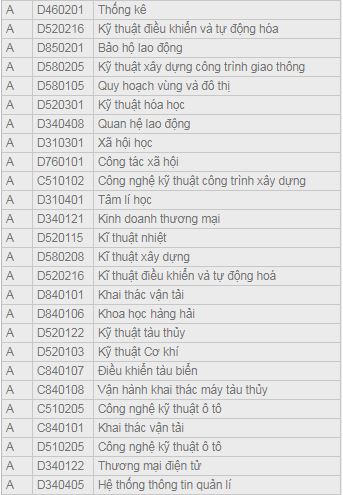 A D460201 Thống kê
A D520216 Kỹ thuật điều khiển và tự động hóa
A D850201 Bảo hộ lao động
A D580205 Kỹ thuật xây dựng công trình giao thông
A D580105 Quy hoạch vùng và đô thị
A D520301 Kỹ thuật hóa học
A D340408 Quan hệ lao động
A D310301 Xã hội học
A D760101 Công tác xã hội
A C510102 Công nghệ kỹ thuật công trình xây dựng
A D310401 Tâm lí học
A D340121 Kinh doanh thương mại
A D520115 Kĩ thuật nhiệt
A D580208 Kĩ thuật xây dựng
A D520216 Kĩ thuật điều khiển và tự động hoá
A D840101 Khai thác vận tải
A D840106 Khoa học hàng hải
A D520122 Kỹ thuật tàu thủy
A D520103 Kỹ thuật Cơ khí
A C840107 Điều khiển tàu biển
A C840108 Vận hành khai thác máy tàu thủy
A C510205 Công nghệ kỹ thuật ô tô
A C840101 Khai thác vận tải
A D510205 Công nghệ kỹ thuật ô tô
A D340122 Thương mại điện tử
A D340405 Hệ thống thông tin quản lí